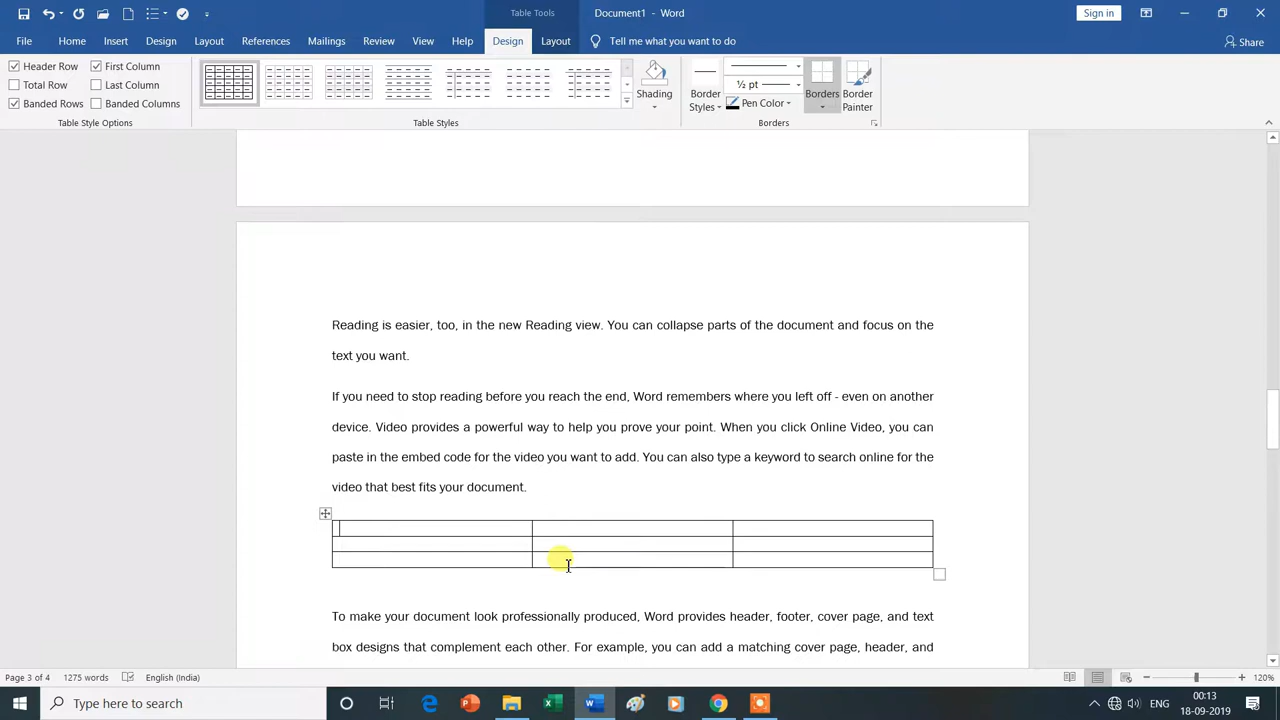 Table Tools
Document1 - Word
Sign in
File
Home
Insert
Design
Layout
References
Mailings
Review
View
Help
Design
Layout
Tell me what you want to do
Share
Header Row
First Column
Total Row
Last Column
Banded Rows
Banded Columns
Table Style Options
Table Styles
Shading
Border
Styles
½ pt
Pen Color
Borders
Border
Painter
Borders
Reading is easier, too, in the new Reading view. You can collapse parts of the document and focus on the
text you want.
If you need to stop reading before you reach the end, Word remembers where you left off - even on another
device. Video provides a powerful way to help you prove your point. When you click Online Video, you can
paste in the embed code for the video you want to add. You can also type a keyword to search online for the
video that best fits your document.
To make your document look professionally produced, Word provides header, footer, cover page, and text
box designs that complement each other. For example, you can add a matching cover page, header, and
Page 3 of 4
1275 words
English (India)
120%
Type here to search
ENG
00:13
18-09-2019